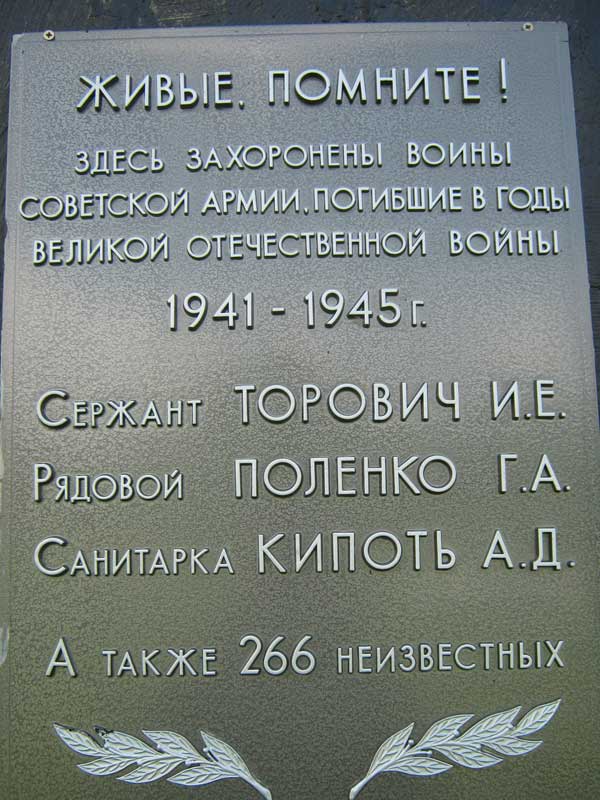 ЖИВЫЕ, ПОМНИТЕ!
ЗДЕСЬ ЗАХОРОНЕНЫ ВОИНЫ
СОВЕТСКОЙ АРМИИ, ПОГИБШИЕ В ГОДЫ
ВЕЛИКОЙ ОТЕЧЕСТВЕННОЙ ВОЙНЫ
1941 - 1945 г.
СЕРЖАНТ ТОРОВИЧ И.Е.
РЯДОВОЙ ПОЛЕНКО Г.А.
САНИТАРКА КИПОТЬ А.Д.
А ТАКЖЕ 266 НЕИЗВЕСТНЫХ